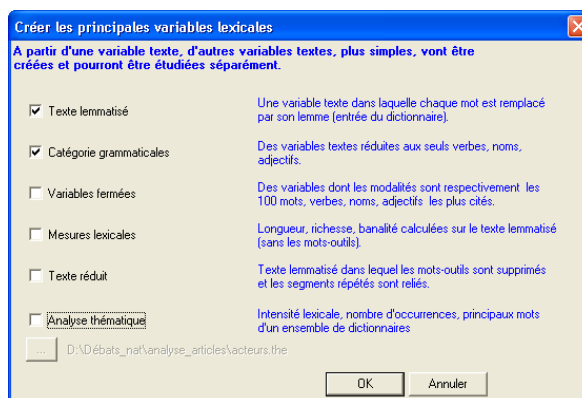 Créer les principales variables lexicales
A partir d'une variable texte, d'autres variables textes, plus simples, vont être
créées et pourront être étudiées séparément.
Texte lemmatisé
Une variable texte dans laquelle chaque mot est remplacé
par son lemme (entrée du dictionnaire).
Catégorie grammaticales
Des variables textes réduites aux seuls verbes, noms,
adjectifs.
Variables fermées
Des variables dont les modalités sont respectivement les
100 mots, verbes, noms, adjectifs les plus cités.
Mesures lexicales
Longueur, richesse, banalité calculées sur le texte lemmatisé
(sans les mots-outils).
Texte réduit
Texte lemmatisé dans lequel les mots-outils sont supprimés
et les segments répétés sont reliés.
Analyse thématique
Intensité lexicale, nombre d'occurrences, principaux mots
d'un ensemble de dictionnaires
... D:\Débats_nat\analyse_articles\acteurs.the
OK Annuler